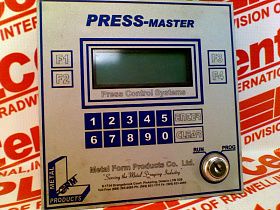 PRESS-MASTER
F1 F3
F2 F4
Press Control Systems
1 2 3 4 5 ENTER
6 7 8 9 0 CLEAR
RUN PROG
METAL FORM PRODUCTS
Metal Form Products Co. Ltd.
Serving the Metal Stamping Industry